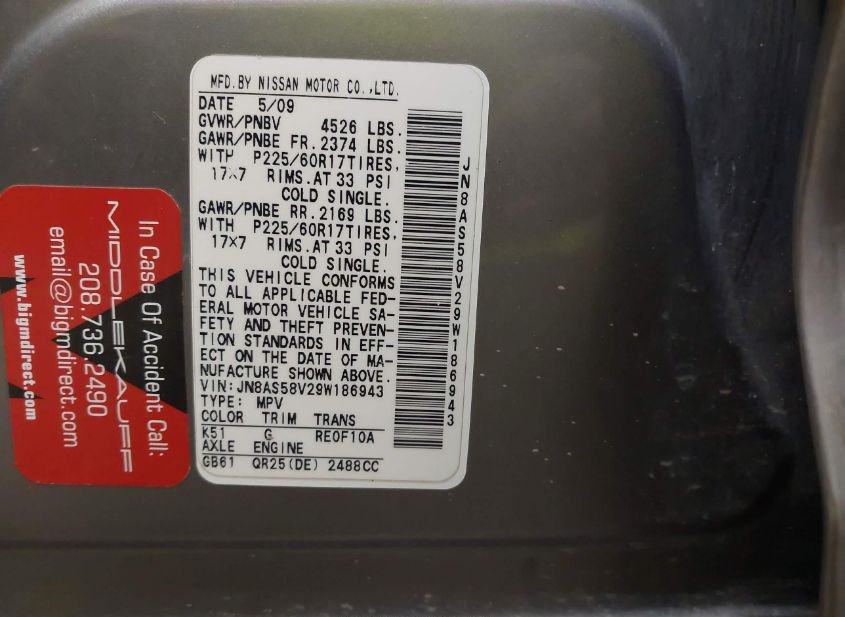 MFD.BY NISSAN MOTOR CO.,LTD.
DATE 5/09
GVWR/PNBV 4526 LBS.
GAWR/PNBE FR.2374 LBS.
WITH P225/60R17TIRES,
17X7 RIMS.AT 33 PSI
COLD SINGLE.
GAWR/PNBE RR.2169 LBS.
WITH P225/60R17TIRES,
17X7 RIMS.AT 33 PSI
COLD SINGLE.
THIS VEHICLE CONFORMS
TO ALL APPLICABLE FED-
ERAL MOTOR VEHICLE SA-
FETY AND THEFT PREVEN-
TION STANDARDS IN EFF-
ECT ON THE DATE OF MA-
NUFACTURE SHOWN ABOVE.
VIN:JN8AS58V29W186943
TYPE: MPV
COLOR TRIM TRANS
K51 G RE0F10A
AXLE ENGINE
GB61 QR25(DE) 2488CC
JN8AS58V29W186943
In Case Of Accident Call:
MIDDLEKAUFF
208.736.2490
email@bigmdirect.com
www.bigmdirect.com